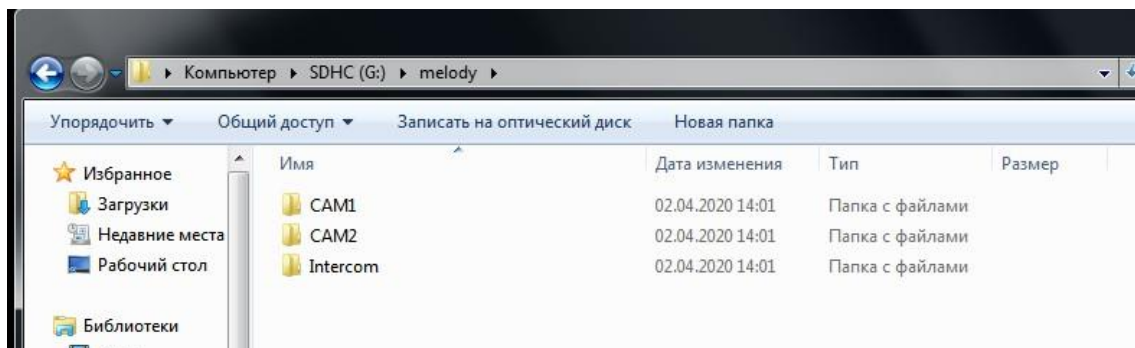 Компьютер ▸ SDHC (G:) ▸ melody ▸
Упорядочить ▾ Общий доступ ▾ Записать на оптический диск Новая папка
Избранное
Загрузки
Недавние места
Рабочий стол
Библиотеки
Имя Дата изменения Тип Размер
CAM1 02.04.2020 14:01 Папка с файлами
CAM2 02.04.2020 14:01 Папка с файлами
Intercom 02.04.2020 14:01 Папка с файлами